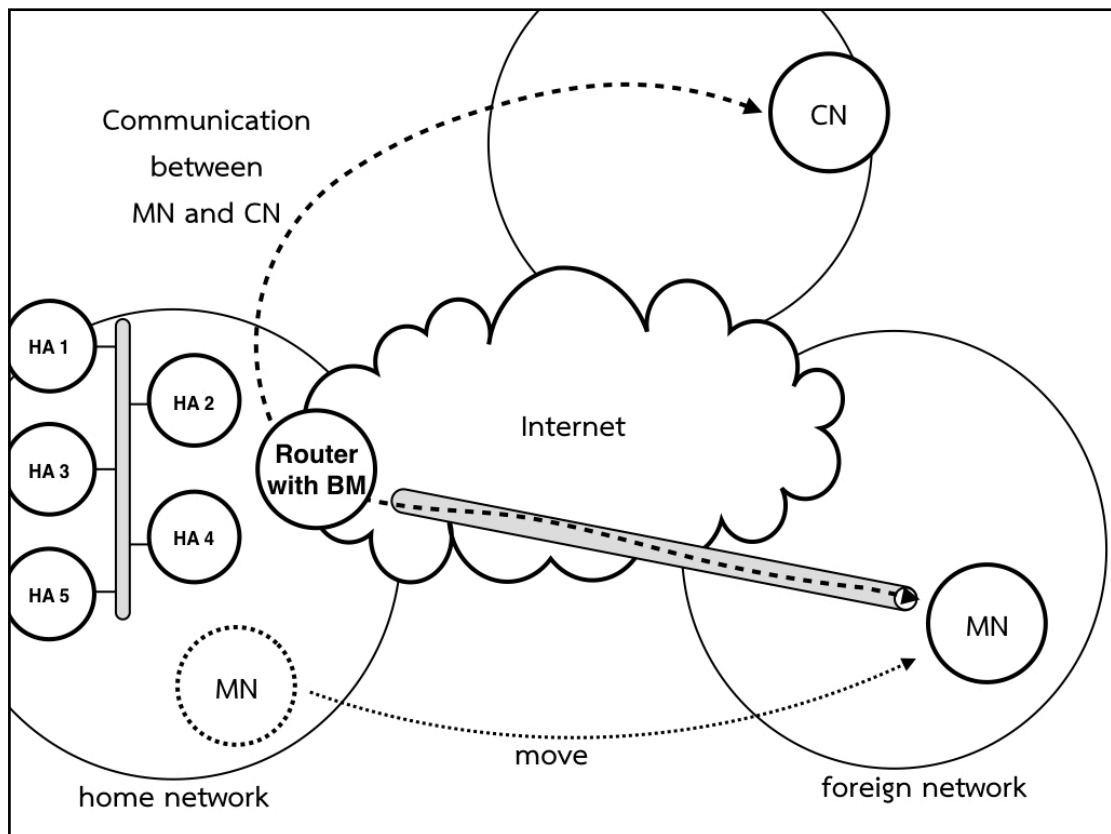 Communication
between
MN and CN
CN
HA 1
HA 2
HA 3
HA 4
HA 5
Router
with BM
Internet
MN
MN
move
home network
foreign network